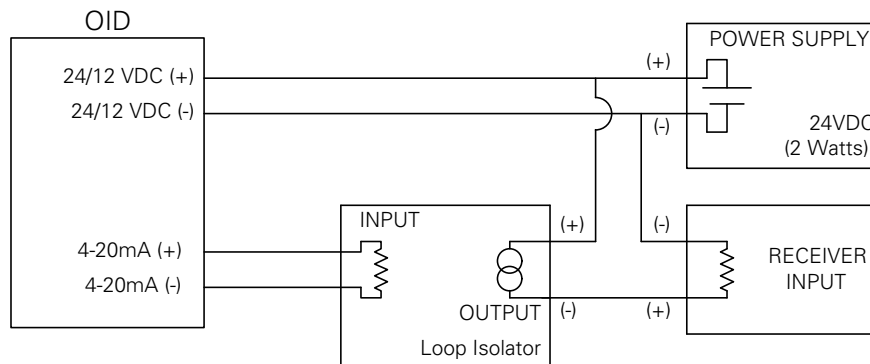 OID
24/12 VDC (+)
24/12 VDC (-)
4-20mA (+)
4-20mA (-)
(+)
(-)
POWER SUPPLY
24VDC
(2 Watts)
INPUT
(+)
OUTPUT
(-)
Loop Isolator
(-)
(+)
RECEIVER
INPUT